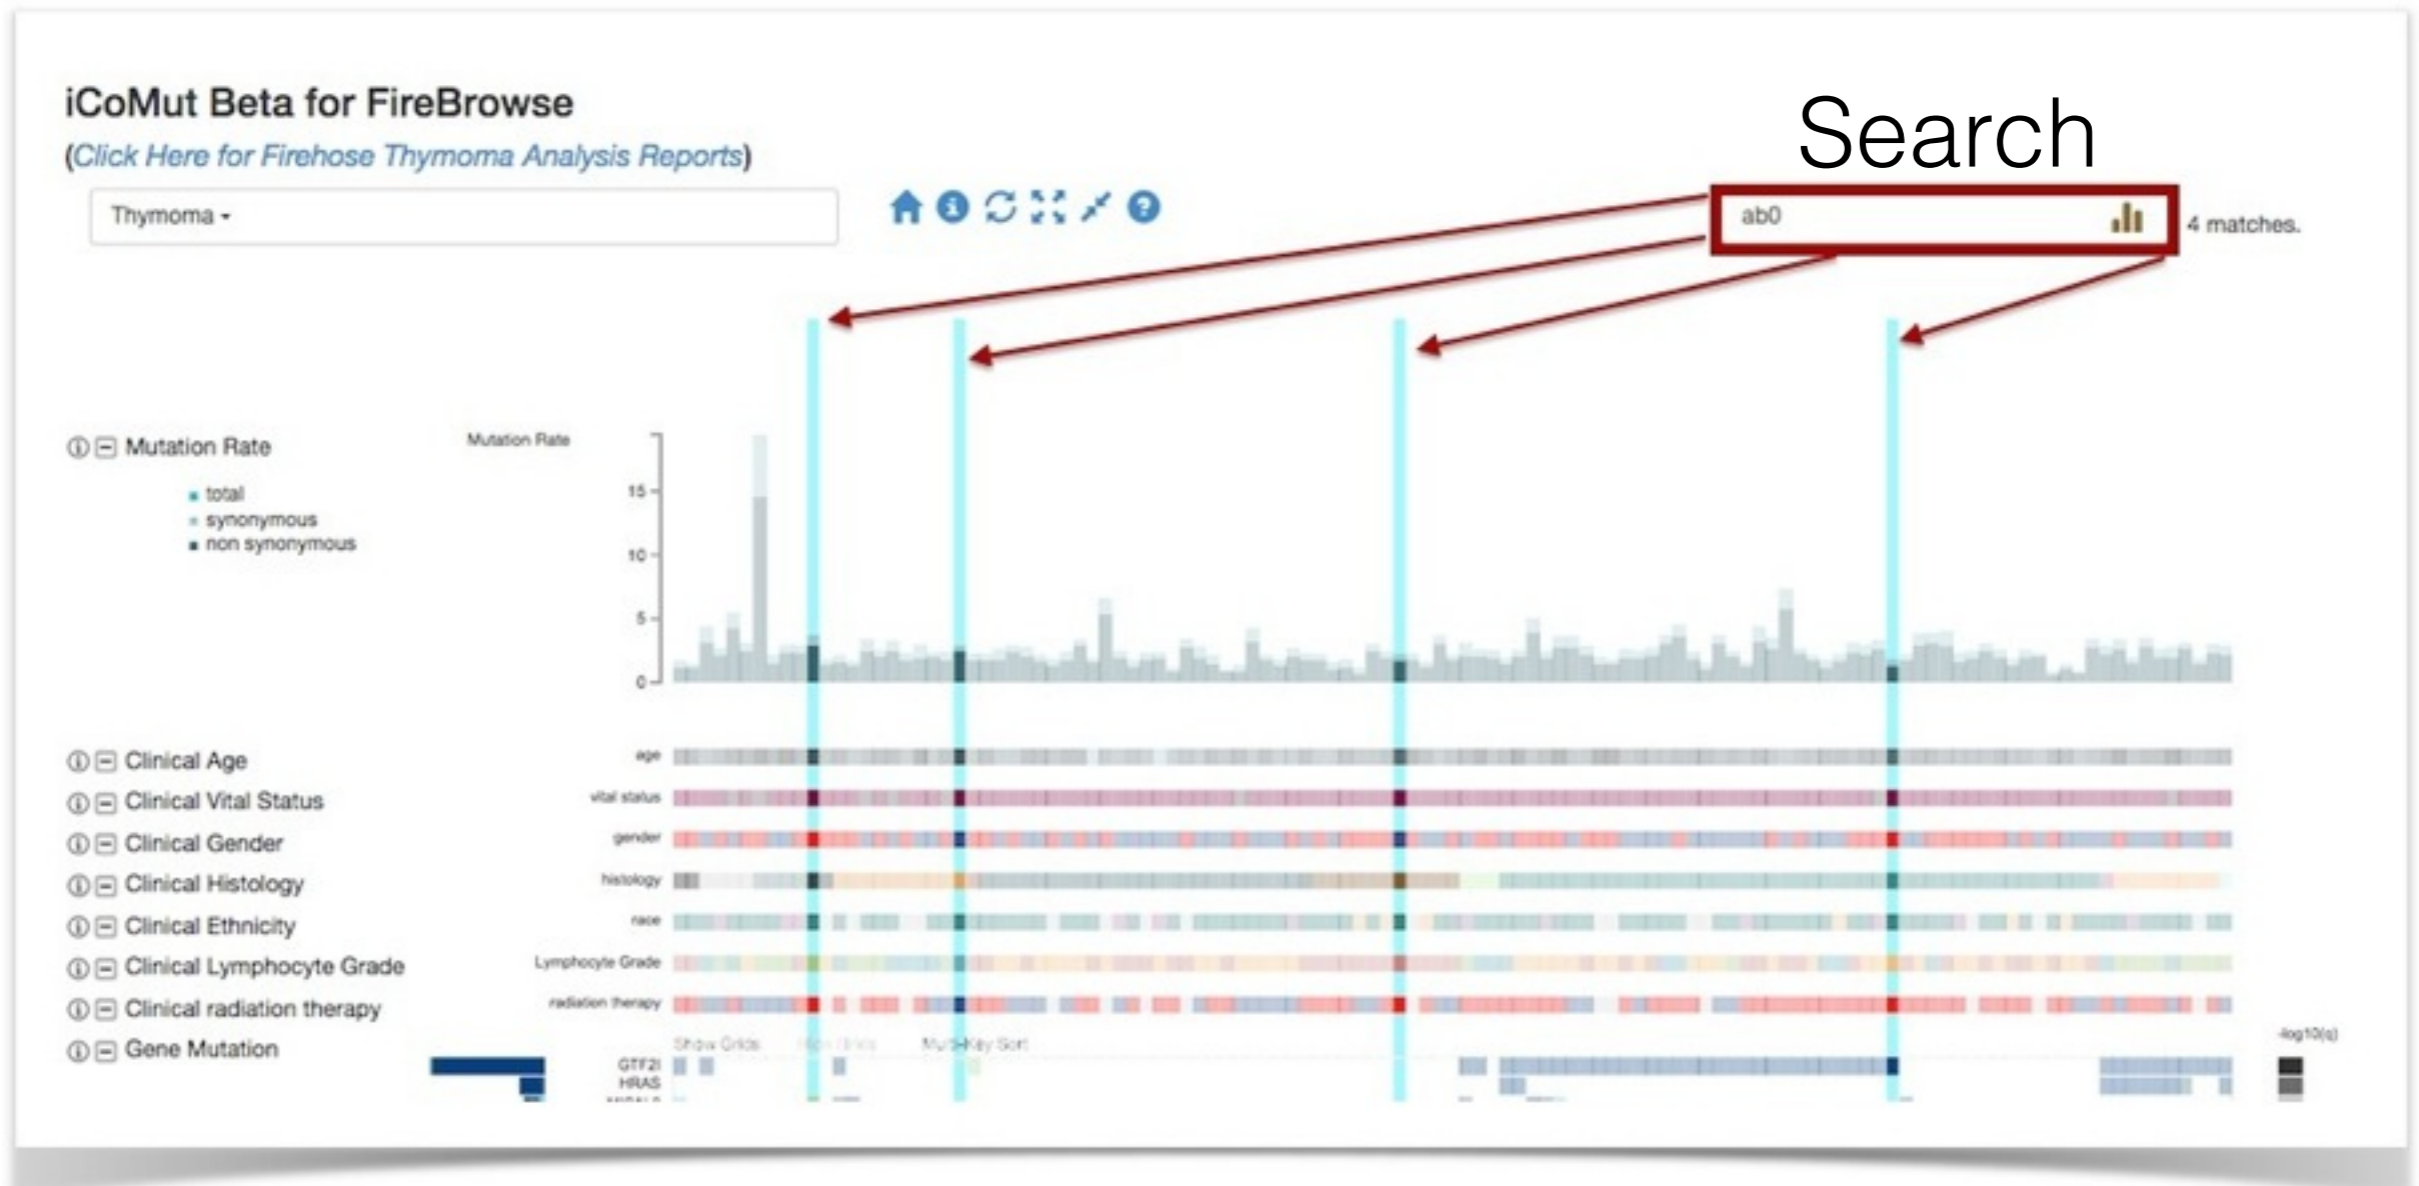 iCoMut Beta for FireBrowse
Search
(Click Here for Firehose Thymoma Analysis Reports)
Thymoma
ab0
4 matches.
Mutation Rate
Mutation Rate
total
synonymous
non synonymous
15
10
5
0
Clinical Age
age
Clinical Vital Status
vital status
Clinical Gender
gender
Clinical Histology
histology
Clinical Ethnicity
race
Clinical Lymphocyte Grade
Lymphocyte Grade
Clinical radiation therapy
radiation therapy
Gene Mutation
Show Grids
Multi-Key Sort
-log10(q)
GTF2I
HRAS